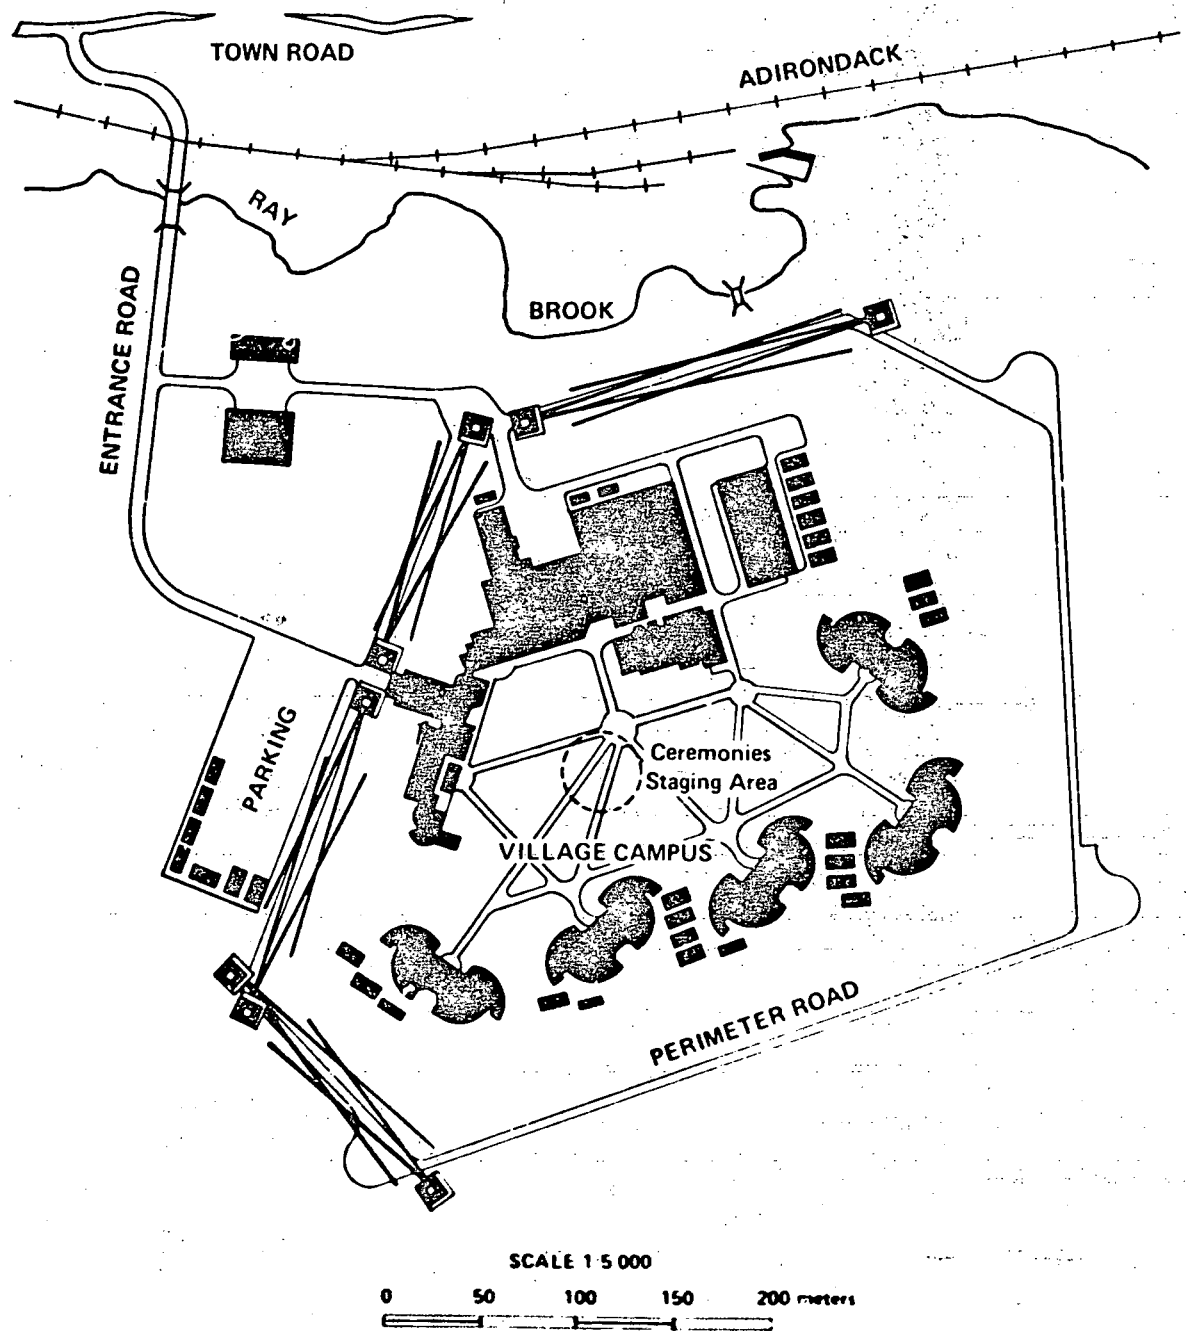 TOWN ROAD
ADIRONDACK
RAY
BROOK
ENTRANCE ROAD
PARKING
Ceremonies
Staging Area
VILLAGE CAMPUS
PERIMETER ROAD
SCALE 1:5 000
0 50 100 150 200 meters